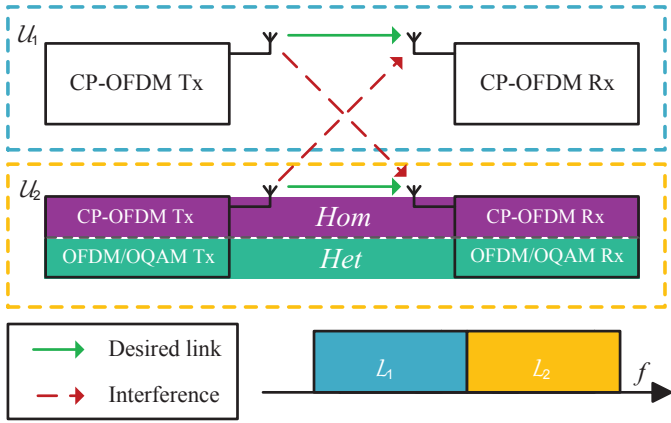 𝓤₁
CP-OFDM Tx
CP-OFDM Rx
𝓤₂
CP-OFDM Tx
Hom
CP-OFDM Rx
OFDM/OQAM Tx
Het
OFDM/OQAM Rx
Desired link
Interference
𝓛₁
𝓛₂
f